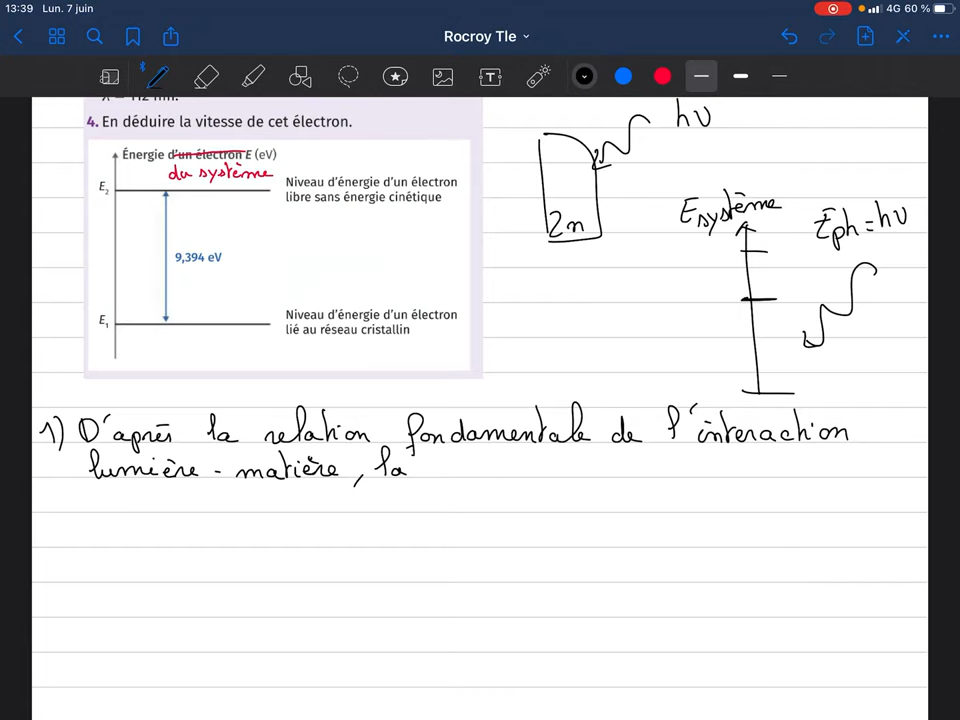 13:39 Lun. 7 juin
4G 60 %
Rocroy Tle
4. En déduire la vitesse de cet électron.
Énergie d'un électron E (eV)
du système
E2
Niveau d'énergie d'un électron
libre sans énergie cinétique
9,394 eV
E1
Niveau d'énergie d'un électron
lié au réseau cristallin
hν
Zn
Esystème
Eph = hν
1) D'après la relation fondamentale de l'interaction
lumière - matière, la